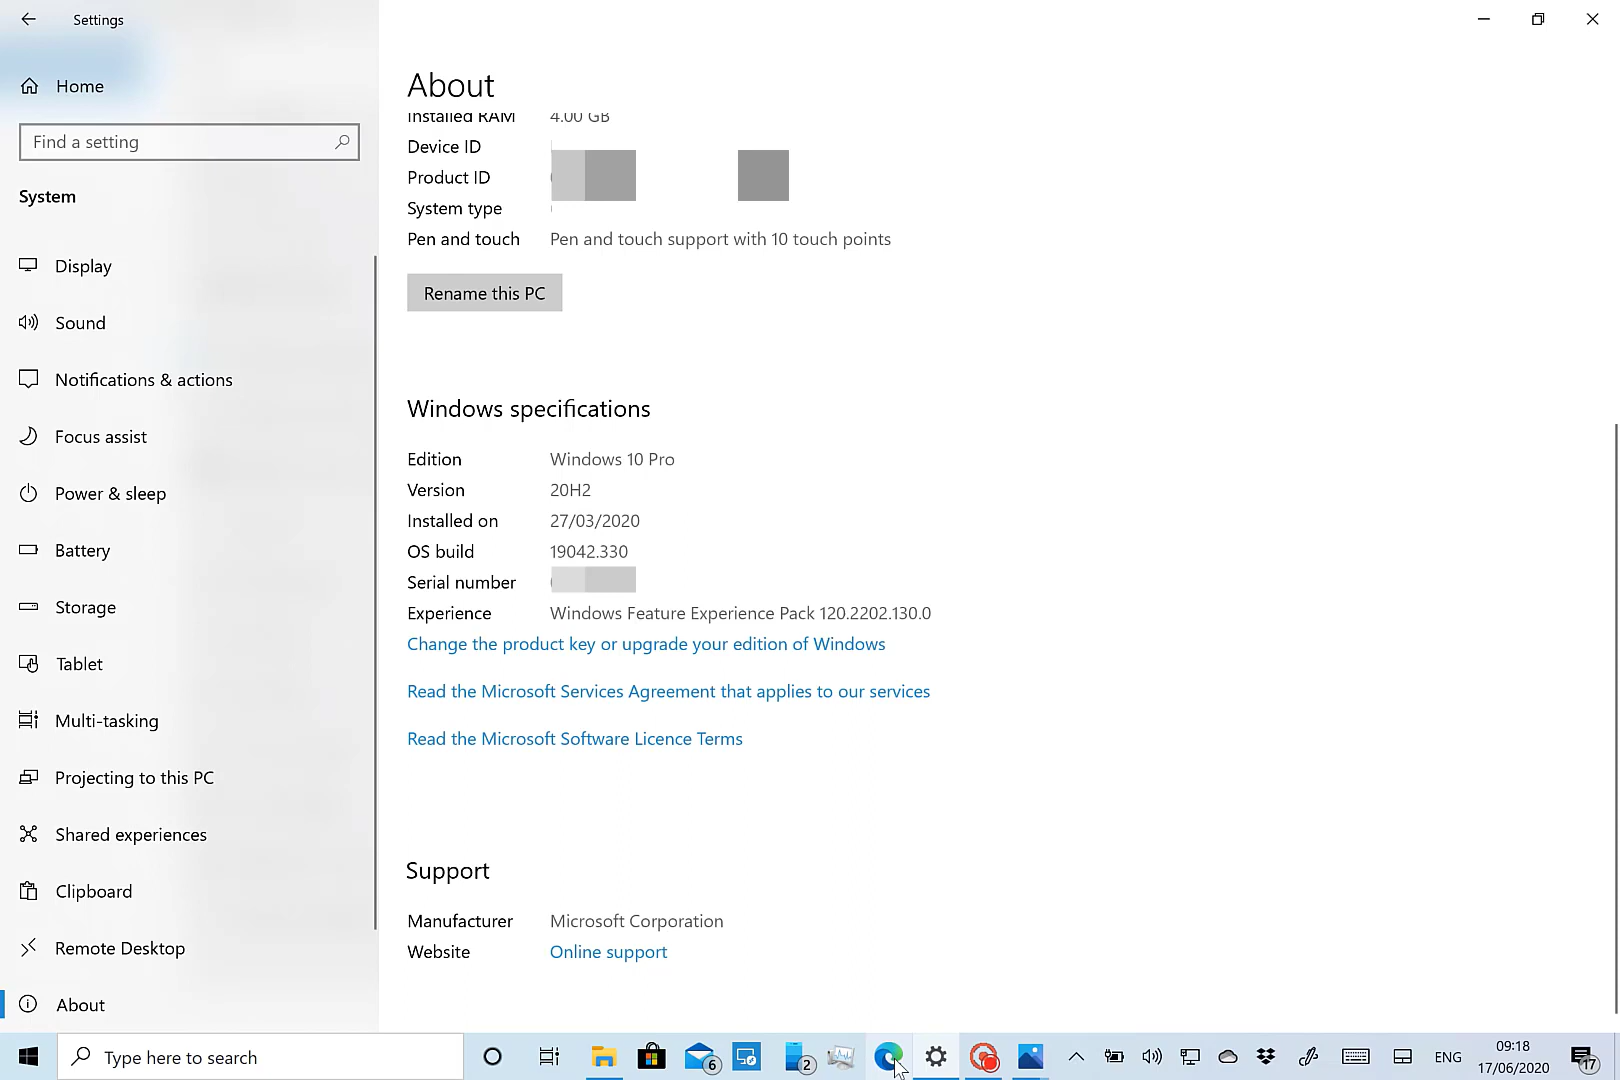 Settings
Home
Find a setting
System
Display
Sound
Notifications & actions
Focus assist
Power & sleep
Battery
Storage
Tablet
Multi-tasking
Projecting to this PC
Shared experiences
Clipboard
Remote Desktop
About
About
Installed RAM 4.00 GB
Device ID
Product ID
System type
Pen and touch Pen and touch support with 10 touch points
Rename this PC
Windows specifications
Edition Windows 10 Pro
Version 20H2
Installed on 27/03/2020
OS build 19042.330
Serial number
Experience Windows Feature Experience Pack 120.2202.130.0
Change the product key or upgrade your edition of Windows
Read the Microsoft Services Agreement that applies to our services
Read the Microsoft Software Licence Terms
Support
Manufacturer Microsoft Corporation
Website Online support
Type here to search
6
2
ENG
09:18
17/06/2020
17